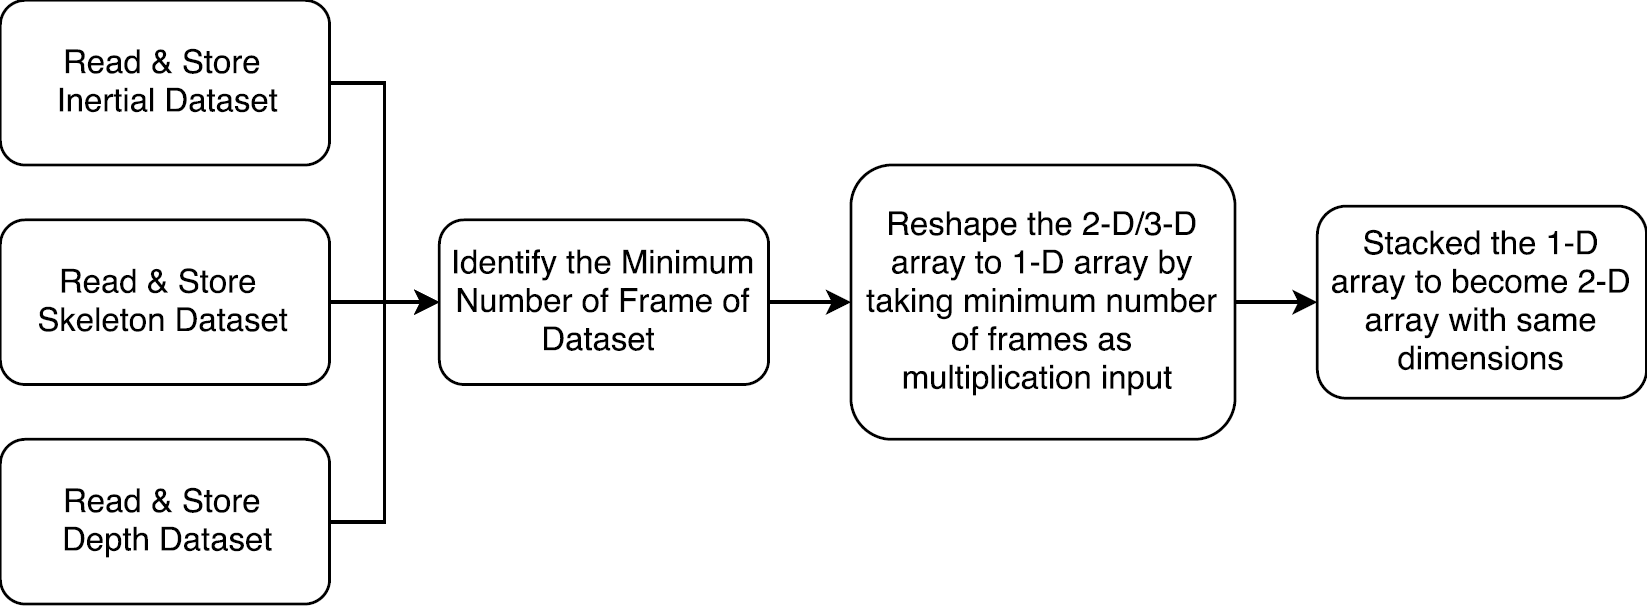 Read & Store
Inertial Dataset
Read & Store
Skeleton Dataset
Read & Store
Depth Dataset
Identify the Minimum
Number of Frame of
Dataset
Reshape the 2-D/3-D
array to 1-D array by
taking minimum number
of frames as
multiplication input
Stacked the 1-D
array to become 2-D
array with same
dimensions